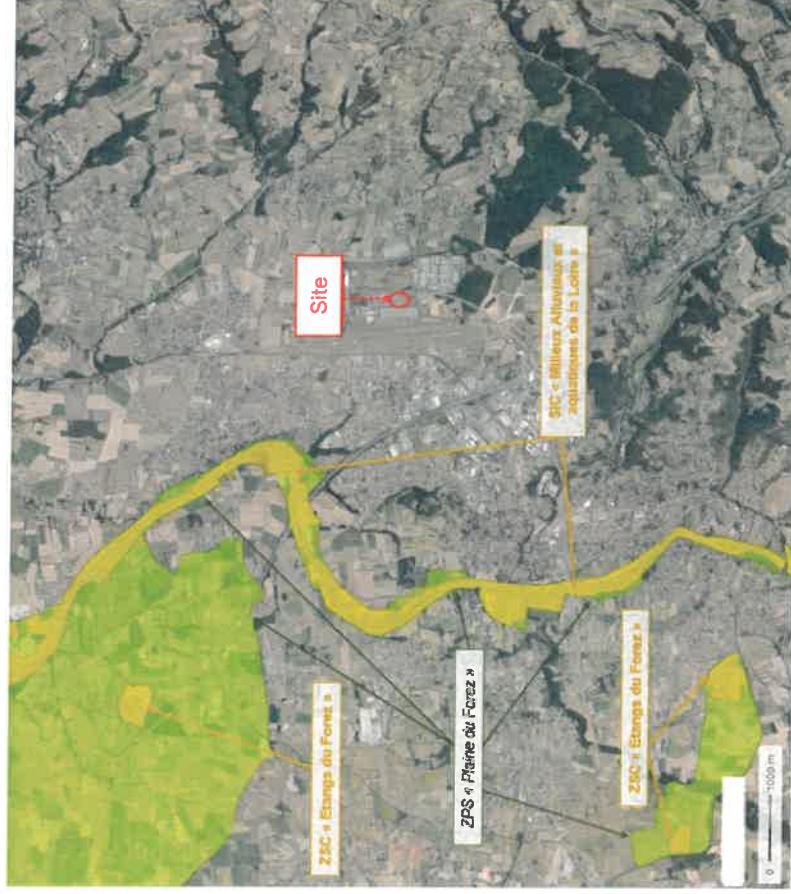 Site
SIC « Milieux Alluviaux et
aquatiques de la Loire »
ZSC « Etangs du Forez »
ZPS « Plaine du Forez »
ZSC « Etangs du Forez »
0
1000 m